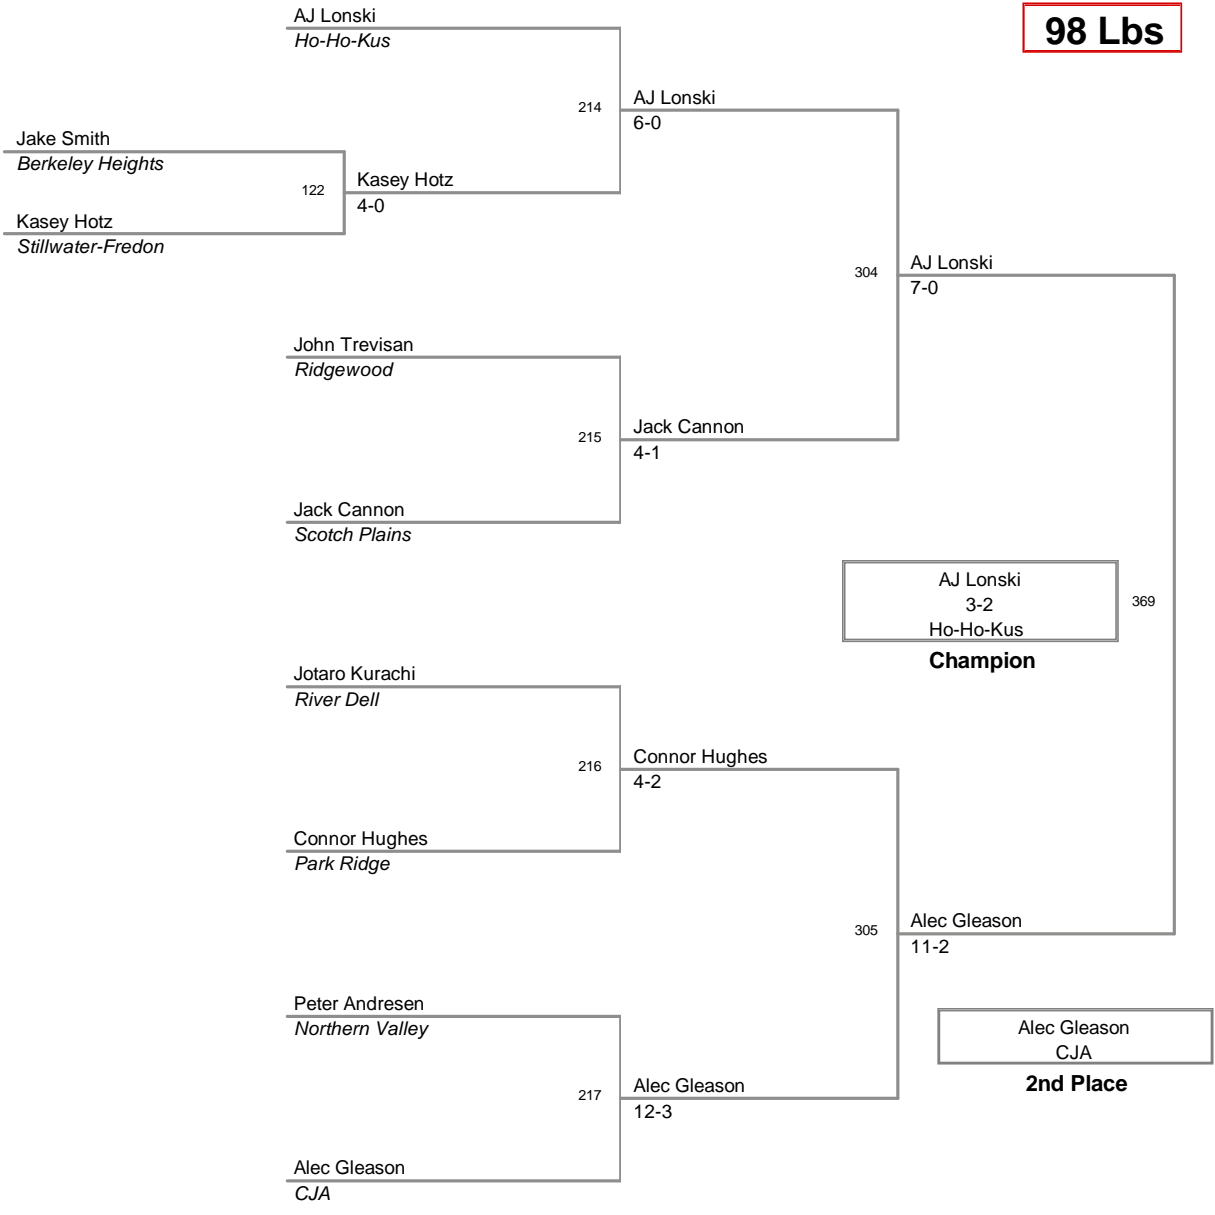 AJ Lonski
98 Lbs
Ho-Ho-Kus
214
AJ Lonski
6-0
Jake Smith
Berkeley Heights
122
Kasey Hotz
4-0
Kasey Hotz
Stillwater-Fredon
304
AJ Lonski
7-0
John Trevisan
Ridgewood
215
Jack Cannon
4-1
Jack Cannon
Scotch Plains
AJ Lonski
3-2
Ho-Ho-Kus
369
Champion
Jotaro Kurachi
River Dell
216
Connor Hughes
4-2
Connor Hughes
Park Ridge
305
Alec Gleason
11-2
Peter Andresen
Northern Valley
Alec Gleason
CJA
2nd Place
217
Alec Gleason
12-3
Alec Gleason
CJA